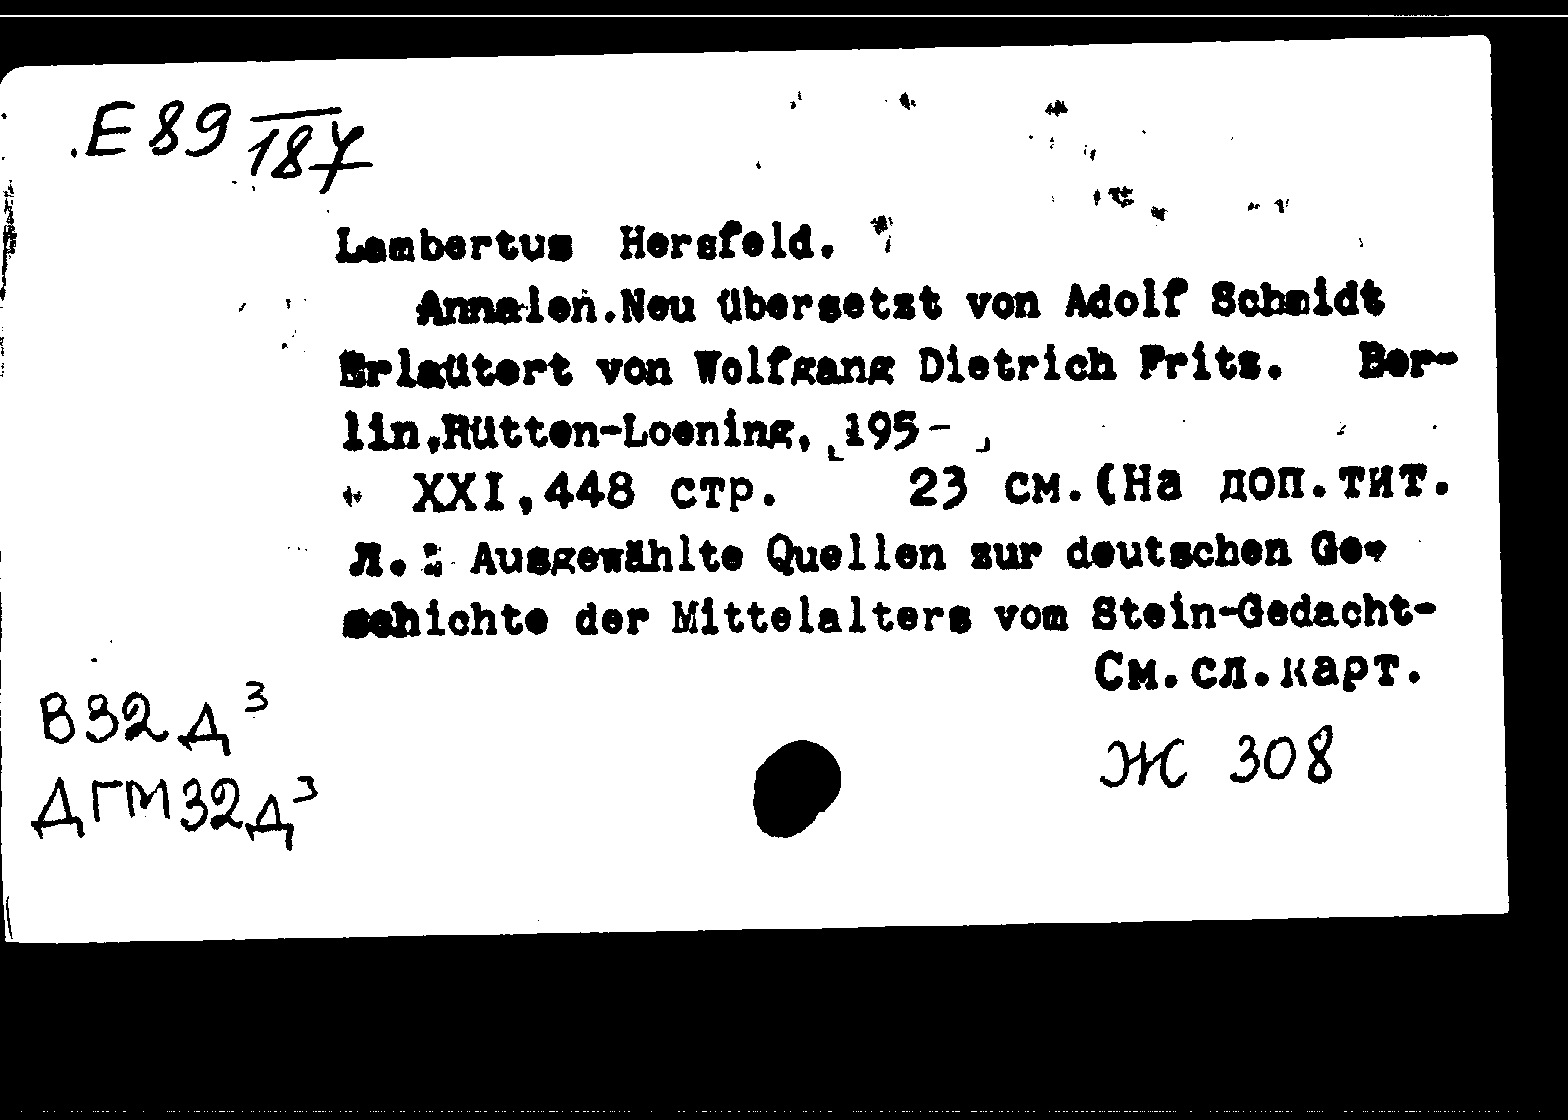 E 89/187
Lambertus Hersfeld.
Annalen. Neu übersetzt von Adolf Schmidt
Erlaütert von Wolfgang Dietrich Fritz. Ber-
lin, Rütten-Loening, [195- ]
XXI, 448 стр. 23 см. (На доп. тит.
л.: Ausgewählte Quellen zur deutschen Ge-
schichte der Mittelalters vom Stein-Gedacht-
См. сл. карт.
В32Д³
ДГМ32Д³
Ж 308